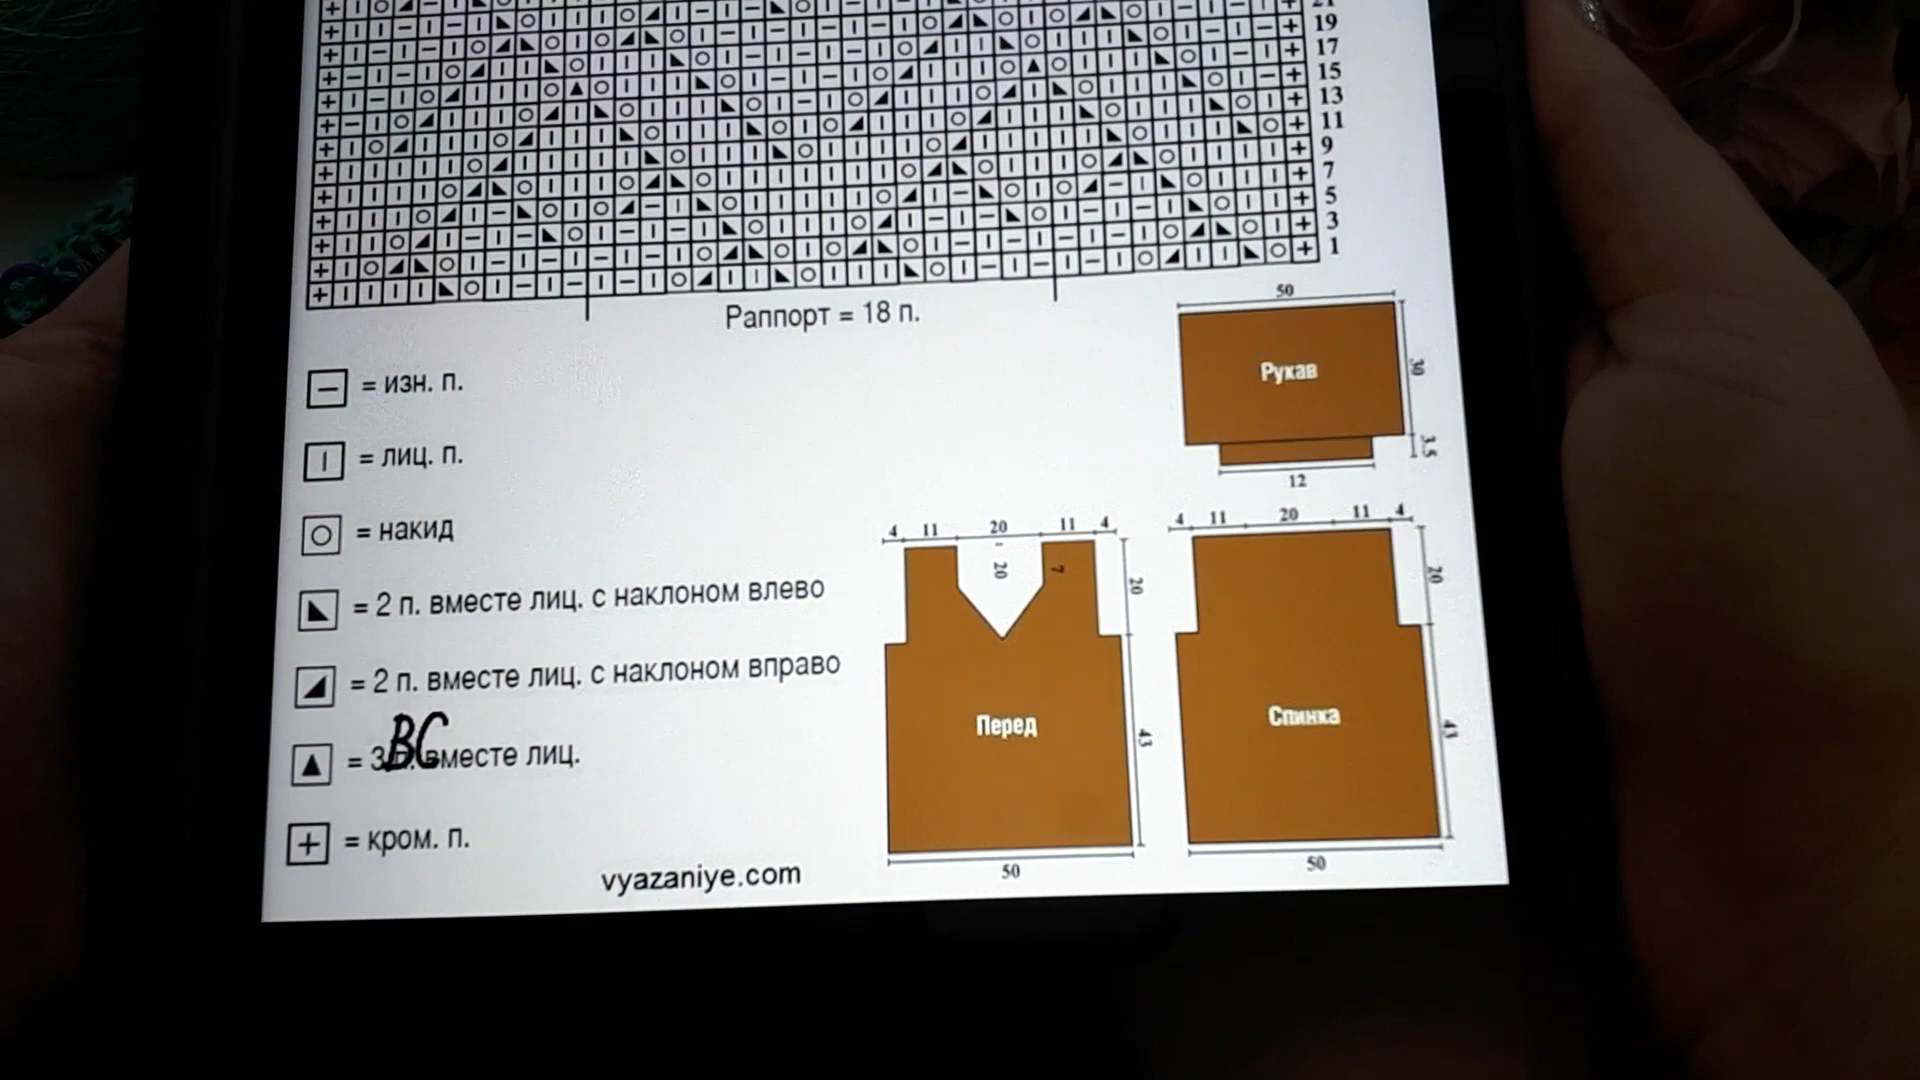 21
19
17
15
13
11
9
7
5
3
1
Раппорт = 18 п.
= изн. п.
= лиц. п.
= накид
= 2 п. вместе лиц. с наклоном влево
= 2 п. вместе лиц. с наклоном вправо
= 3 п. вместе лиц.
ВС
= кром. п.
vyazaniye.com
50
Рукав
30
3,5
12
4 11 20 11 4
20
7
20
Перед
43
50
4 11 20 11 4
20
Спинка
43
50